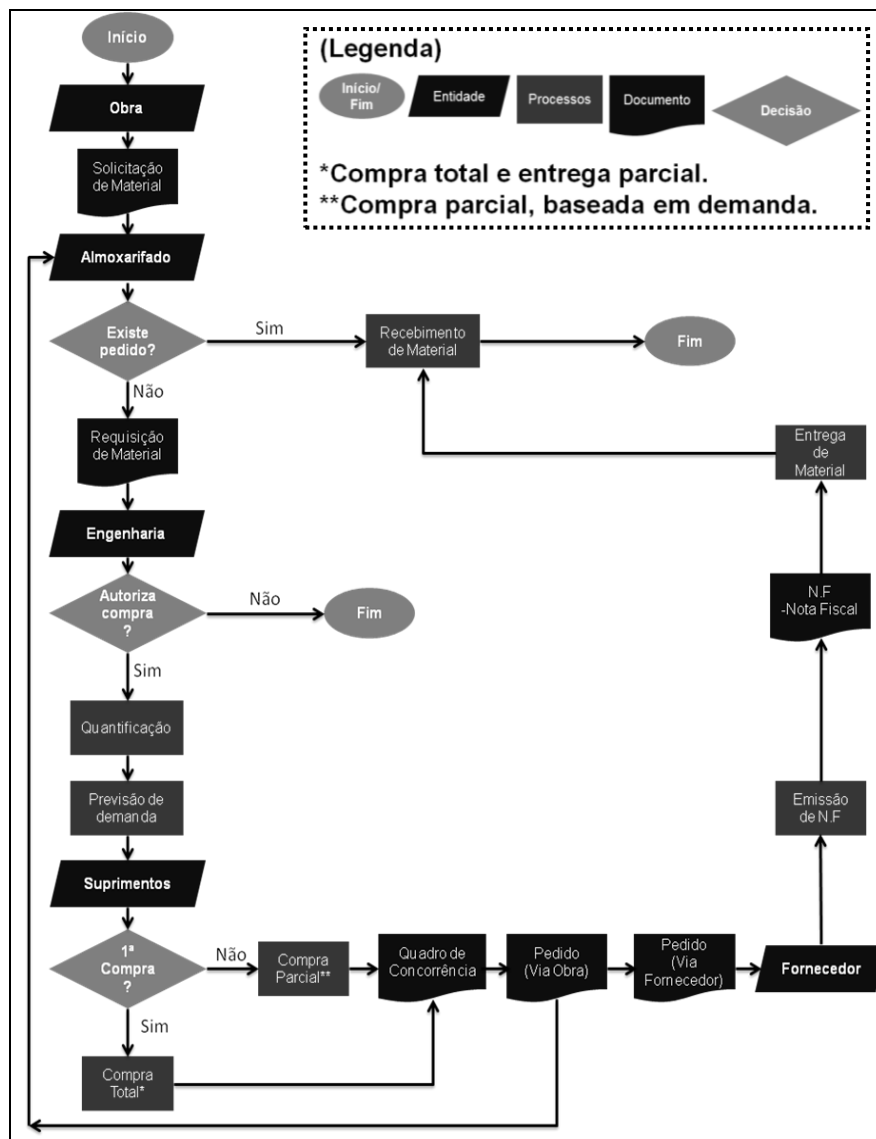 Início
(Legenda)
Início/
Fim
Entidade
Processos
Documento
Decisão
*Compra total e entrega parcial.
**Compra parcial, baseada em demanda.
Obra
Solicitação
de Material
Almoxarifado
Existe
pedido?
Sim
Recebimento
de Material
Fim
Não
Requisição
de Material
Entrega
de
Material
Engenharia
Autoriza
compra
?
Não
Fim
N.F
-Nota Fiscal
Sim
Quantificação
Previsão de
demanda
Emissão
de N.F
Suprimentos
1ª
Compra
?
Não
Compra
Parcial**
Quadro de
Concorrência
Pedido
(Via Obra)
Pedido
(Via
Fornecedor)
Fornecedor
Sim
Compra
Total*